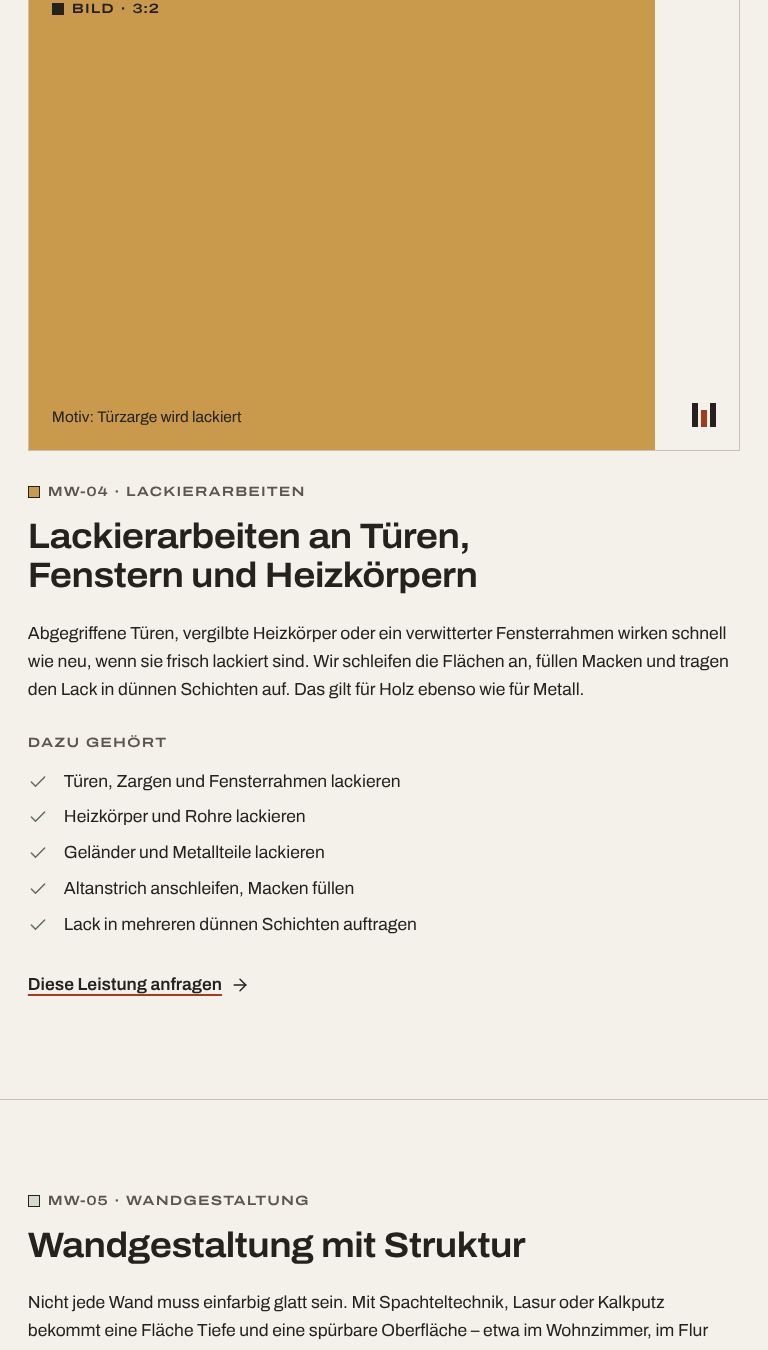 BILD · 3:2
Motiv: Türzarge wird lackiert
MW-04 · LACKIERARBEITEN
Lackierarbeiten an Türen,
Fenstern und Heizkörpern
Abgegriffene Türen, vergilbte Heizkörper oder ein verwitterter Fensterrahmen wirken schnell
wie neu, wenn sie frisch lackiert sind. Wir schleifen die Flächen an, füllen Macken und tragen
den Lack in dünnen Schichten auf. Das gilt für Holz ebenso wie für Metall.
DAZU GEHÖRT
Türen, Zargen und Fensterrahmen lackieren
Heizkörper und Rohre lackieren
Geländer und Metallteile lackieren
Altanstrich anschleifen, Macken füllen
Lack in mehreren dünnen Schichten auftragen
Diese Leistung anfragen
MW-05 · WANDGESTALTUNG
Wandgestaltung mit Struktur
Nicht jede Wand muss einfarbig glatt sein. Mit Spachteltechnik, Lasur oder Kalkputz
bekommt eine Fläche Tiefe und eine spürbare Oberfläche – etwa im Wohnzimmer, im Flur